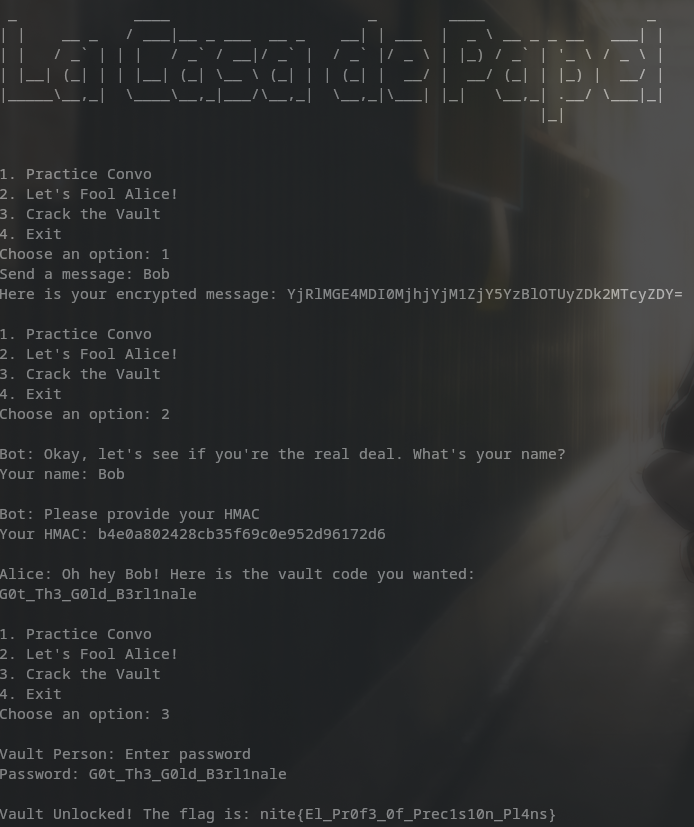 La Casa de Papel
1. Practice Convo
2. Let's Fool Alice!
3. Crack the Vault
4. Exit
Choose an option: 1
Send a message: Bob
Here is your encrypted message: YjRlMGE4MDI0MjhjYjM1ZjY5YzBlOTUyZDk2MTcyZDY=
1. Practice Convo
2. Let's Fool Alice!
3. Crack the Vault
4. Exit
Choose an option: 2
Bot: Okay, let's see if you're the real deal. What's your name?
Your name: Bob
Bot: Please provide your HMAC
Your HMAC: b4e0a802428cb35f69c0e952d96172d6
Alice: Oh hey Bob! Here is the vault code you wanted:
G0t_Th3_G0ld_B3rl1nale
1. Practice Convo
2. Let's Fool Alice!
3. Crack the Vault
4. Exit
Choose an option: 3
Vault Person: Enter password
Password: G0t_Th3_G0ld_B3rl1nale
Vault Unlocked! The flag is: nite{El_Pr0f3_0f_Prec1s10n_Pl4ns}